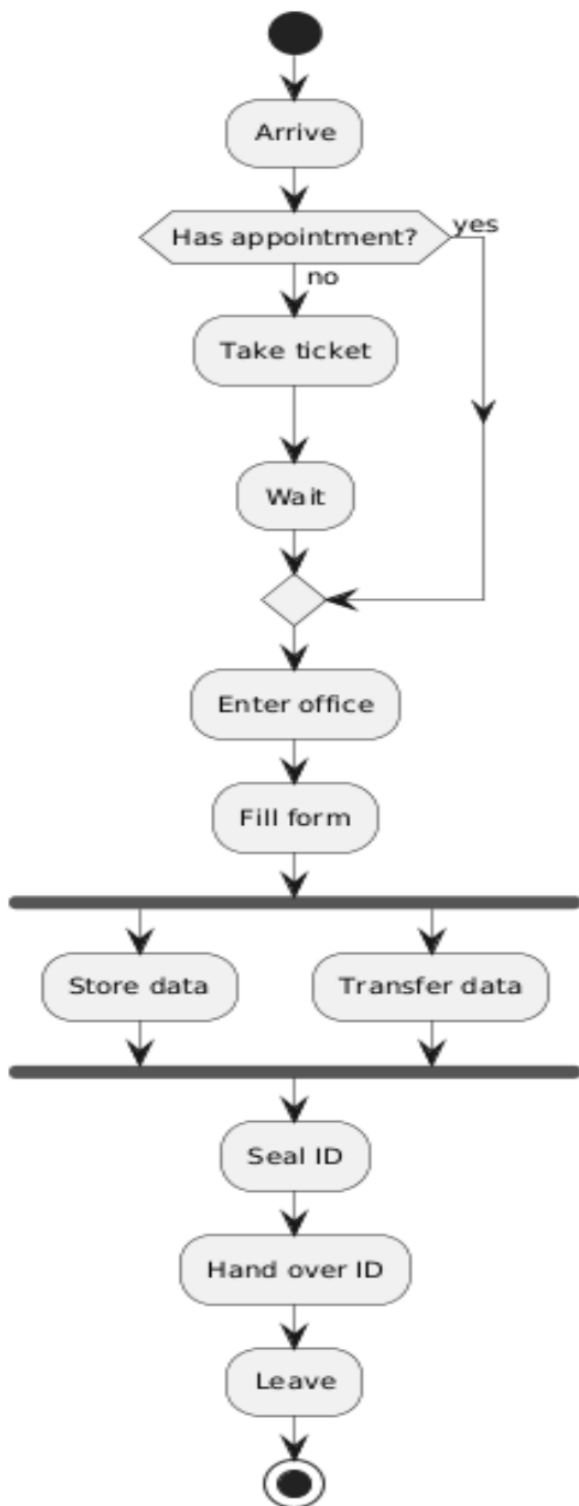 Arrive
Has appointment?
yes
no
Take ticket
Wait
Enter office
Fill form
Store data
Transfer data
Seal ID
Hand over ID
Leave